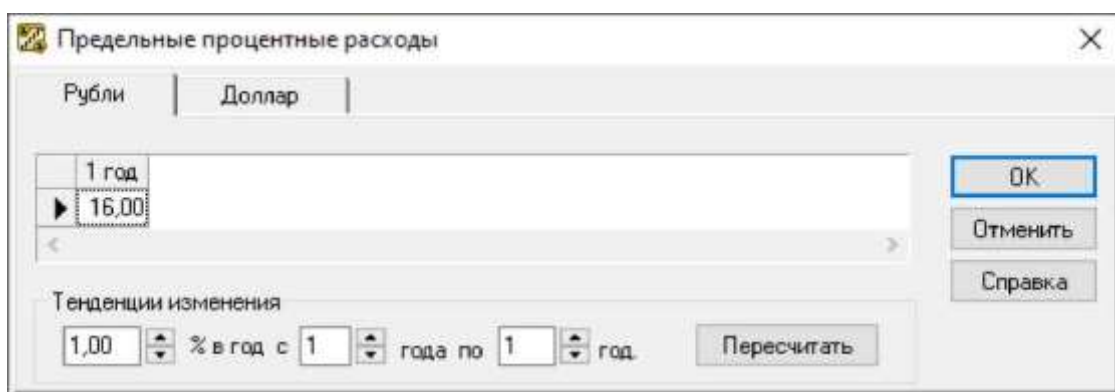 Предельные процентные расходы
Рубли Доллар
1 год
16,00
OK
Отменить
Справка
Тенденции изменения
1,00 % в год с 1 года по 1 год. Пересчитать